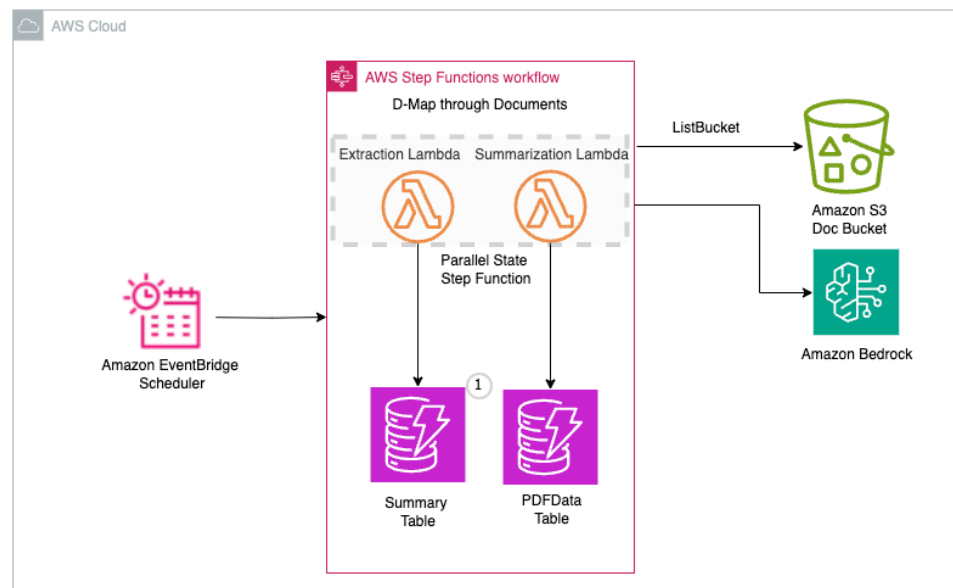 AWS Cloud
AWS Step Functions workflow
D-Map through Documents
Extraction Lambda
Summarization Lambda
Parallel State
Step Function
ListBucket
Amazon S3
Doc Bucket
Amazon Bedrock
Amazon EventBridge
Scheduler
1
Summary
Table
PDFData
Table